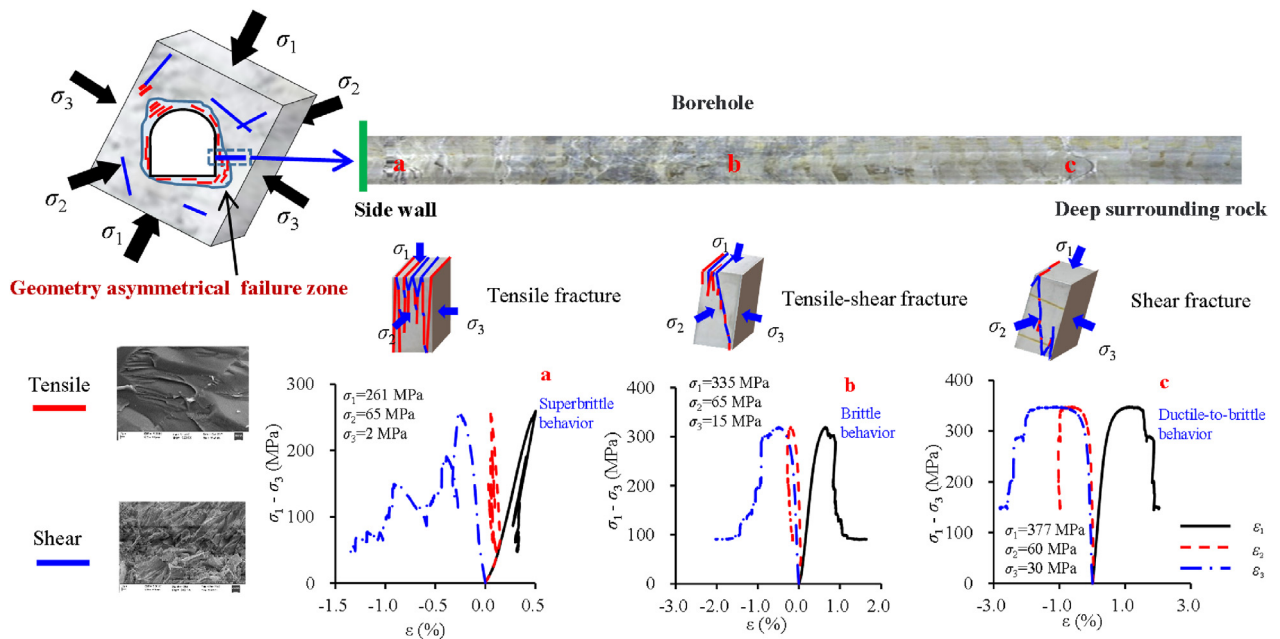 σ1
σ3
σ2
σ2
σ3
σ1
Geometry asymmetrical failure zone
Borehole
a
b
c
Side wall
Deep surrounding rock
σ1
σ2
σ3
Tensile fracture
σ1
σ2
σ3
Tensile-shear fracture
σ1
σ2
σ3
Shear fracture
Tensile
Shear
a
σ1=261 MPa
σ2=65 MPa
σ3=2 MPa
Superbrittle
behavior
σ1 - σ3 (MPa)
300
200
100
0
-1.5
-1.0
-0.5
0.0
0.5
ε (%)
b
σ1=335 MPa
σ2=65 MPa
σ3=15 MPa
Brittle
behavior
σ1 - σ3 (MPa)
400
300
200
100
0
-3.0
-2.0
-1.0
0.0
1.0
2.0
ε (%)
c
Ductile-to-brittle
behavior
σ1=377 MPa
σ2=60 MPa
σ3=30 MPa
σ1 - σ3 (MPa)
400
300
200
100
0
-3.0
-1.0
1.0
3.0
ε (%)
ε1
ε2
ε3